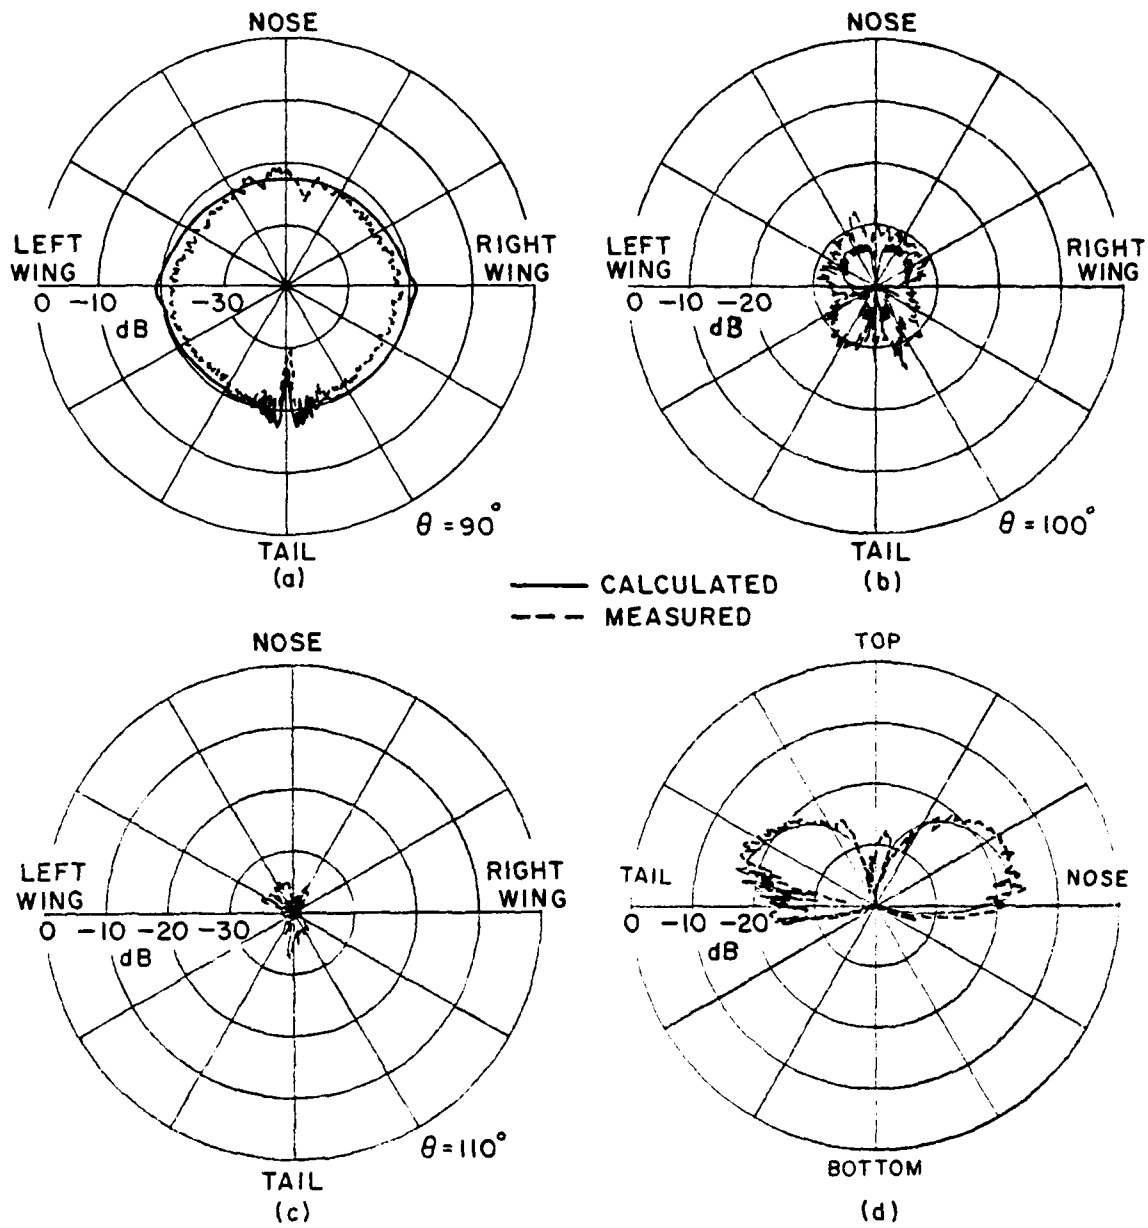 NOSE
LEFT WING
RIGHT WING
0 -10 -30
dB
θ = 90°
TAIL
(a)
NOSE
LEFT WING
RIGHT WING
0 -10 -20
dB
θ = 100°
TAIL
(b)
CALCULATED
MEASURED
NOSE
LEFT WING
RIGHT WING
0 -10 -20 -30
dB
θ = 110°
TAIL
(c)
TOP
TAIL
NOSE
0 -10 -20
dB
BOTTOM
(d)